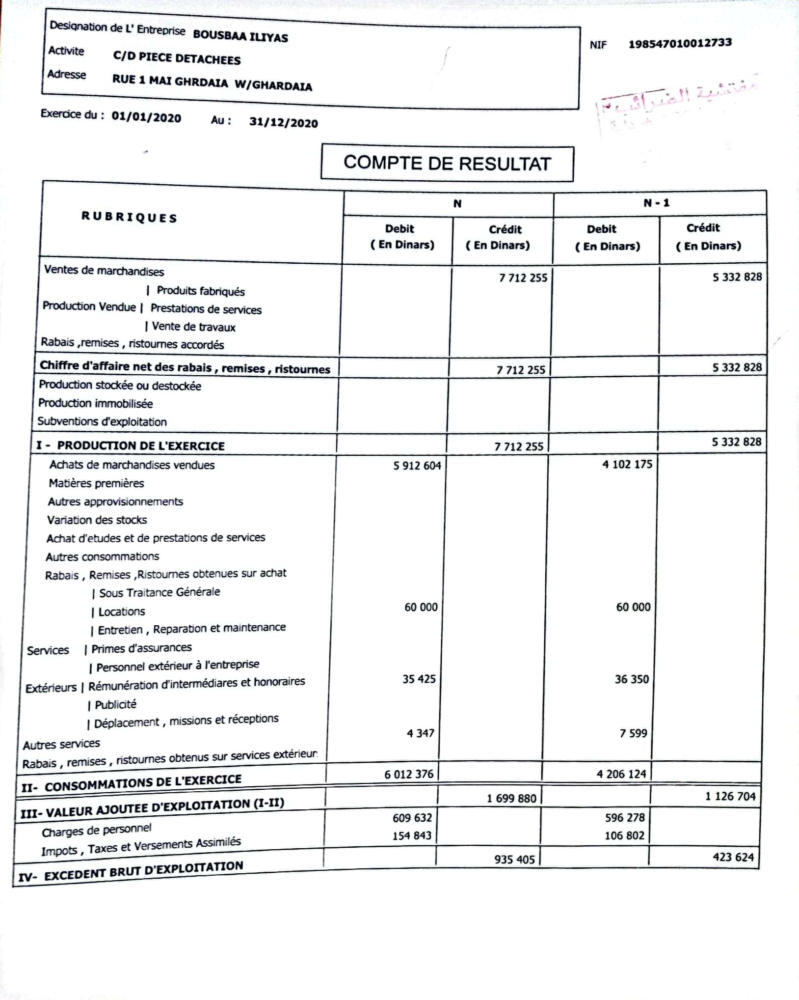 Designation de L' Entreprise BOUSBAA ILIYAS
NIF 198547010012733
Activite C/D PIECE DETACHEES
Adresse RUE 1 MAI GHRDAIA W/GHARDAIA
مفتشية الضرائب
Exercice du : 01/01/2020 Au : 31/12/2020
COMPTE DE RESULTAT
RUBRIQUES N N - 1
Debit Crédit Debit Crédit
( En Dinars) ( En Dinars) ( En Dinars) ( En Dinars)
Ventes de marchandises 7 712 255 5 332 828
| Produits fabriqués
Production Vendue | Prestations de services
| Vente de travaux
Rabais ,remises , ristournes accordés
Chiffre d'affaire net des rabais , remises , ristournes 7 712 255 5 332 828
Production stockée ou destockée
Production immobilisée
Subventions d'exploitation
I - PRODUCTION DE L'EXERCICE 7 712 255 5 332 828
Achats de marchandises vendues 5 912 604 4 102 175
Matières premières
Autres approvisionnements
Variation des stocks
Achat d'etudes et de prestations de services
Autres consommations
Rabais , Remises ,Ristournes obtenues sur achat
| Sous Traitance Générale
| Locations 60 000 60 000
| Entretien , Reparation et maintenance
Services | Primes d'assurances
| Personnel extérieur à l'entreprise
Extérieurs | Rémunération d'intermédiares et honoraires 35 425 36 350
| Publicité
| Déplacement , missions et réceptions
Autres services 4 347 7 599
Rabais , remises , ristournes obtenus sur services extérieur
II- CONSOMMATIONS DE L'EXERCICE 6 012 376 4 206 124
III- VALEUR AJOUTEE D'EXPLOITATION (I-II) 1 699 880 1 126 704
Charges de personnel 609 632 596 278
Impots , Taxes et Versements Assimilés 154 843 106 802
IV- EXCEDENT BRUT D'EXPLOITATION 935 405 423 624